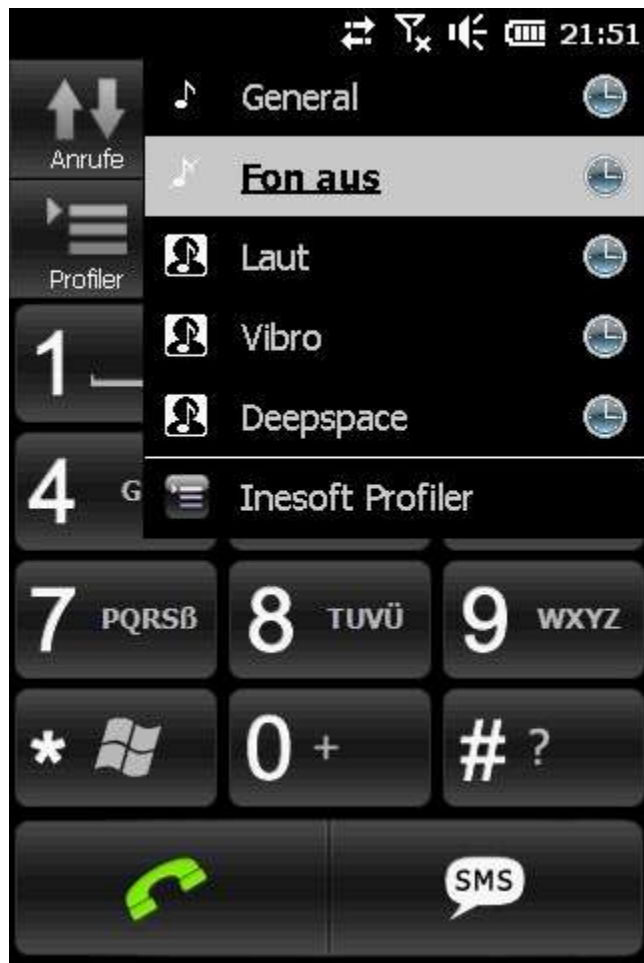 21:51
Anrufe
General
Fon aus
Profiler
Laut
Vibro
Deepspace
Inesoft Profiler
1
4 G
7 PQRSß
8 TUVÜ
9 WXYZ
*
0 +
# ?
SMS